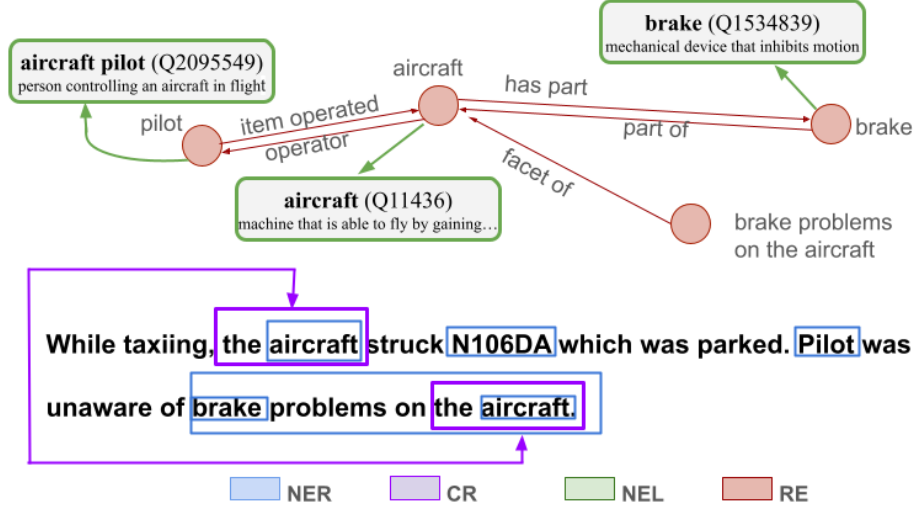 brake (Q1534839)
mechanical device that inhibits motion
aircraft pilot (Q2095549)
person controlling an aircraft in flight
aircraft
has part
item operated
pilot
part of
brake
operator
facet of
aircraft (Q11436)
machine that is able to fly by gaining…
brake problems
on the aircraft
While taxiing, the aircraft struck N106DA which was parked. Pilot was
unaware of brake problems on the aircraft.
NER CR NEL RE